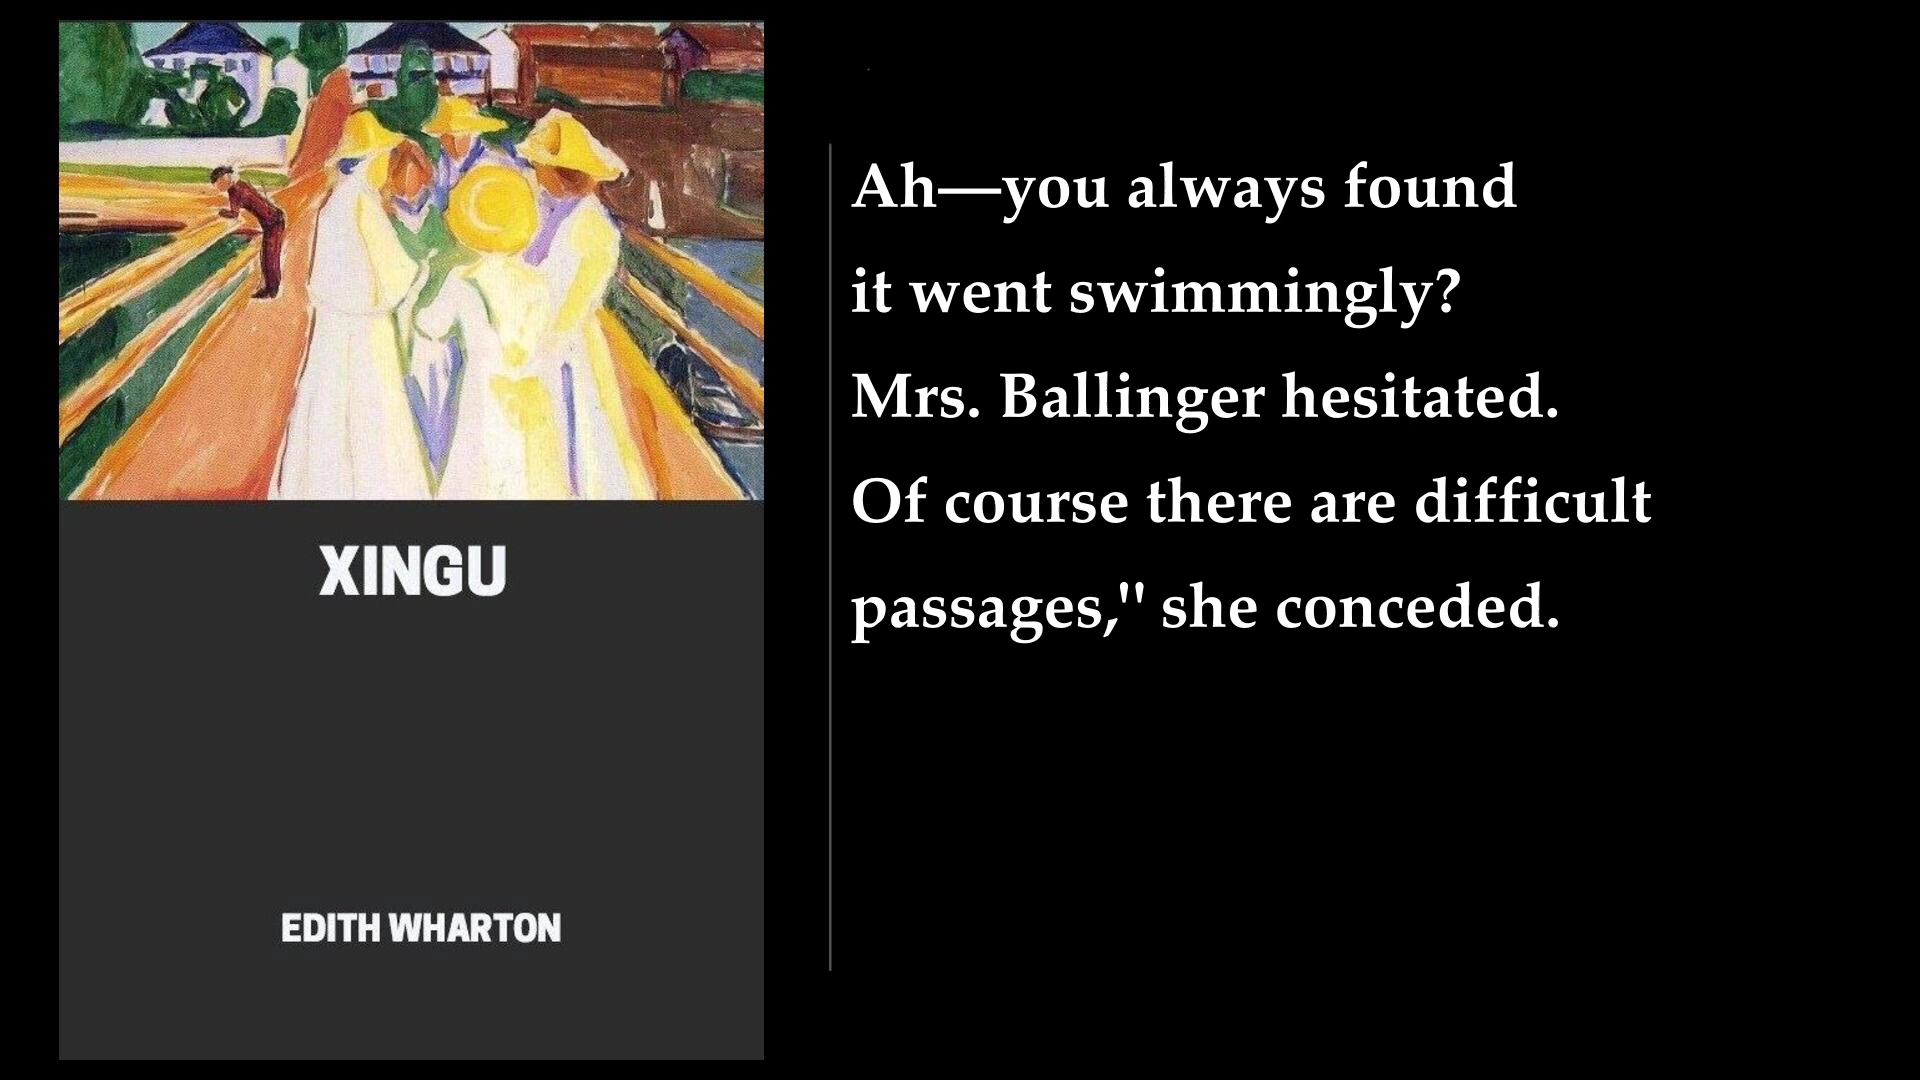 XINGU
EDITH WHARTON
Ah—you always found
it went swimmingly?
Mrs. Ballinger hesitated.
Of course there are difficult
passages," she conceded.